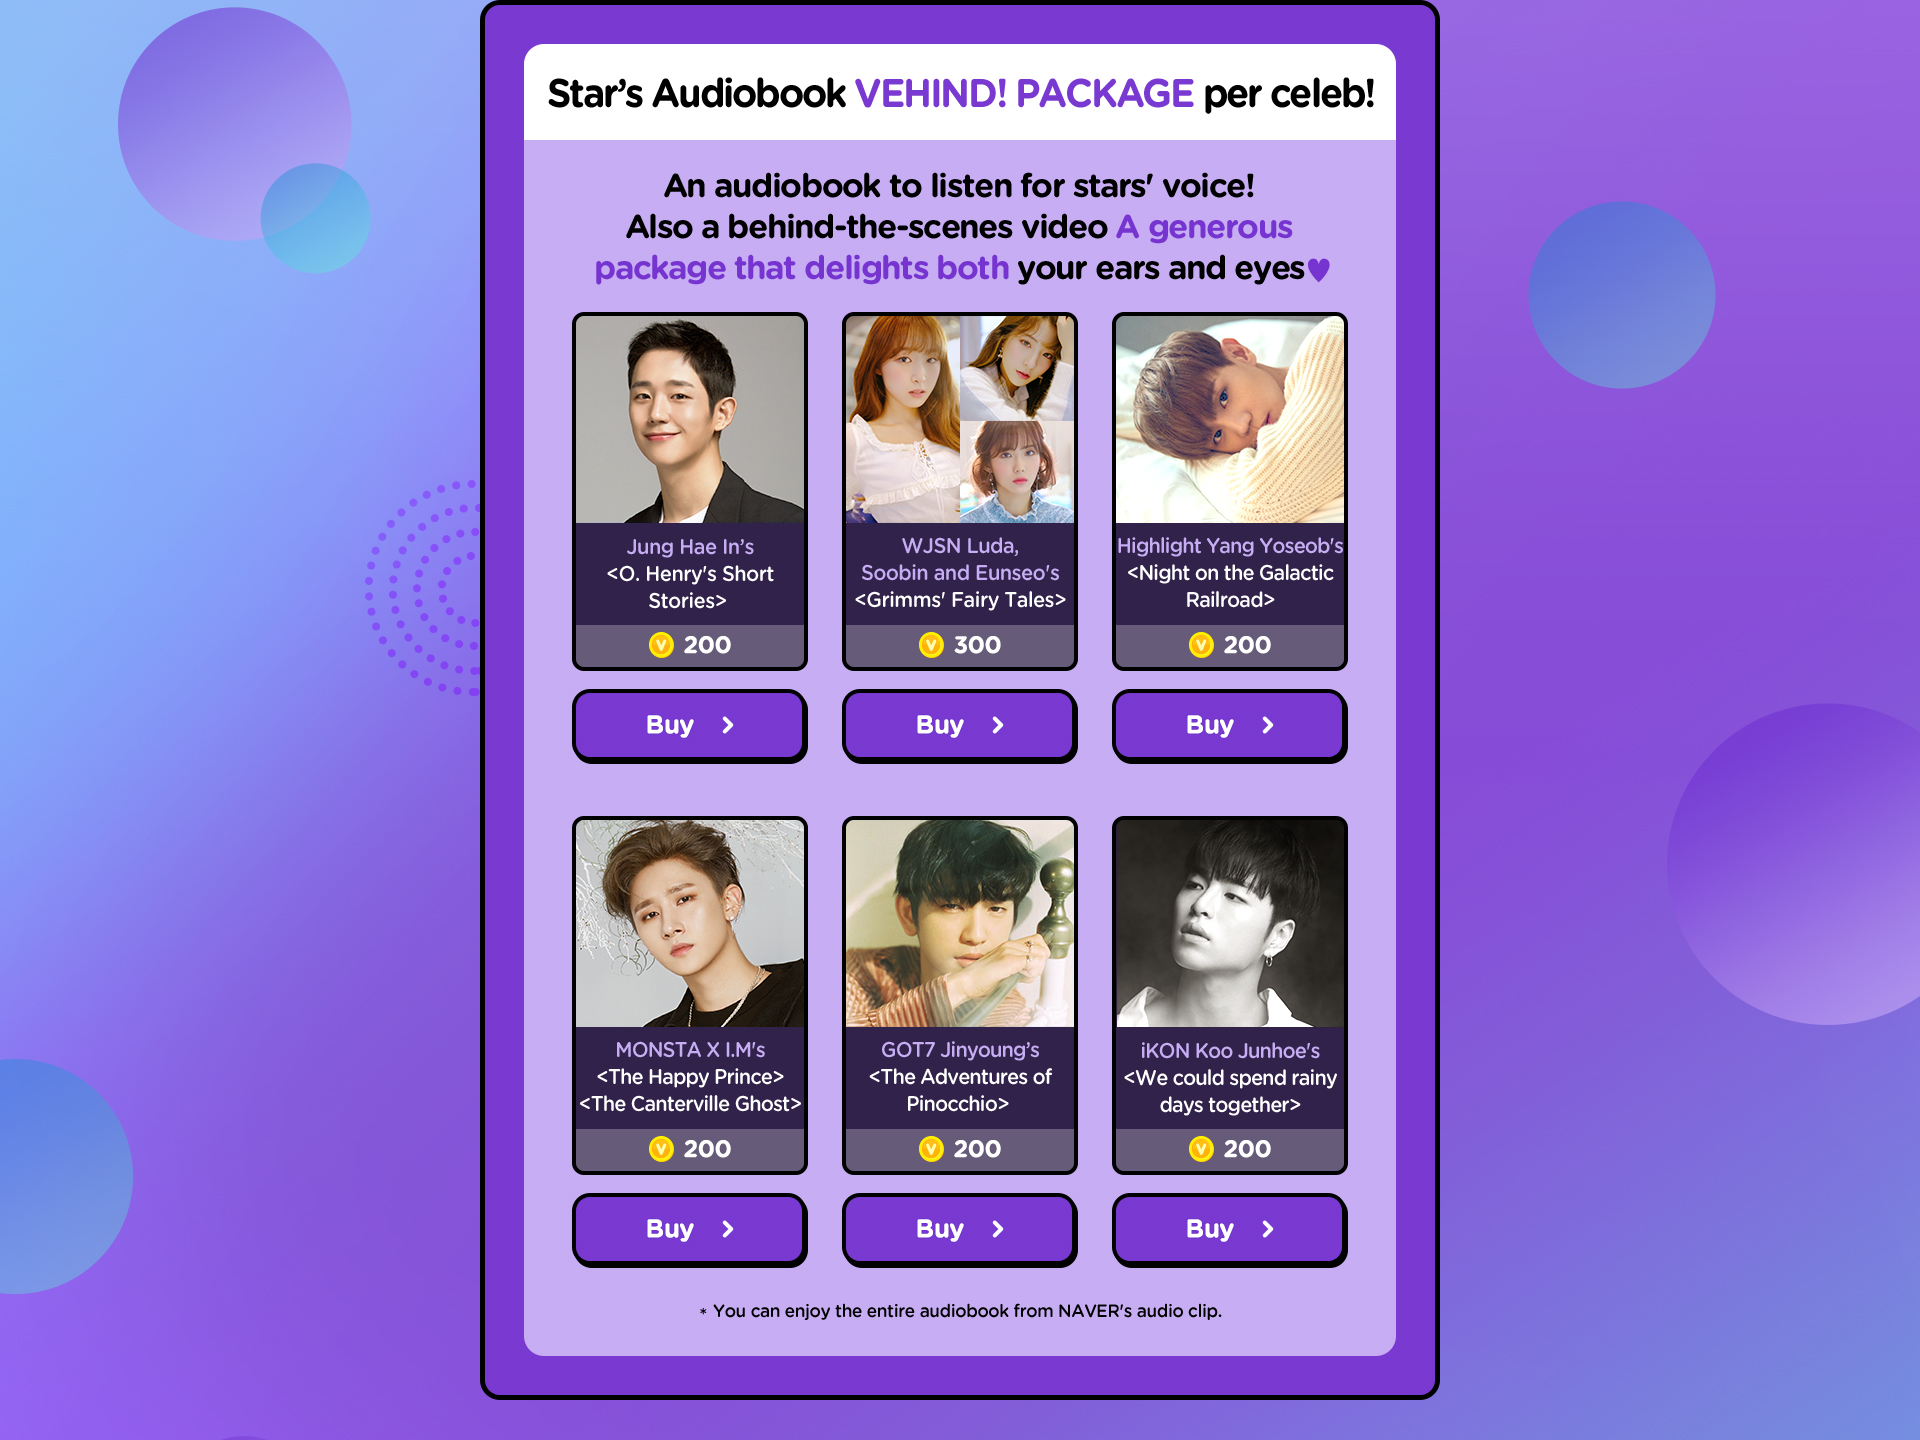 Star’s Audiobook VEHIND! PACKAGE per celeb!
An audiobook to listen for stars' voice!
Also a behind-the-scenes video A generous
package that delights both your ears and eyes♥
Jung Hae In’s
<O. Henry's Short
Stories>
V 200
Buy >
WJSN Luda,
Soobin and Eunseo's
<Grimms' Fairy Tales>
V 300
Buy >
Highlight Yang Yoseob's
<Night on the Galactic
Railroad>
V 200
Buy >
MONSTA X I.M's
<The Happy Prince>
<The Canterville Ghost>
V 200
Buy >
GOT7 Jinyoung’s
<The Adventures of
Pinocchio>
V 200
Buy >
iKON Koo Junhoe's
<We could spend rainy
days together>
V 200
Buy >
* You can enjoy the entire audiobook from NAVER's audio clip.